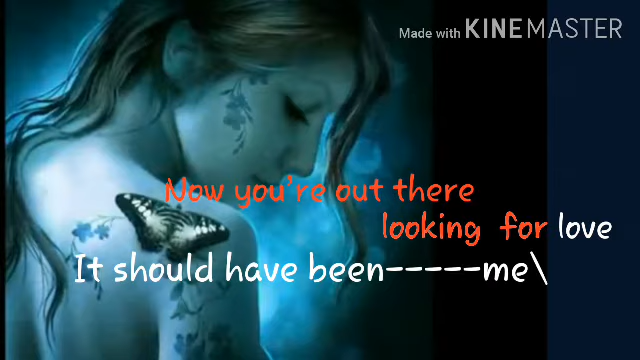 Made with KINEMASTER
Now you're out there
looking for love
It should have been-----me\